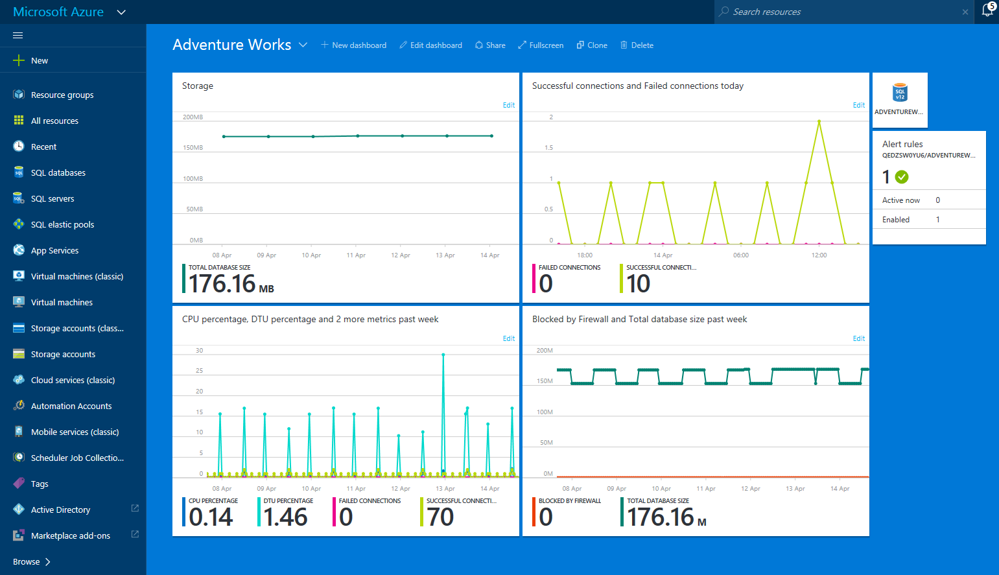 Microsoft Azure
Search resources
5
New
Resource groups
All resources
Recent
SQL databases
SQL servers
SQL elastic pools
App Services
Virtual machines (classic)
Virtual machines
Storage accounts (class...
Storage accounts
Cloud services (classic)
Automation Accounts
Mobile services (classic)
Scheduler Job Collectio...
Tags
Active Directory
Marketplace add-ons
Browse
Adventure Works
New dashboard
Edit dashboard
Share
Fullscreen
Clone
Delete
Storage
Edit
200MB
150MB
100MB
50MB
0MB
08 Apr 09 Apr 10 Apr 11 Apr 12 Apr 13 Apr 14 Apr
TOTAL DATABASE SIZE
176.16 MB
Successful connections and Failed connections today
Edit
2
1.5
1
0.5
0
18:00 14 Apr 06:00 12:00
FAILED CONNECTIONS
0
SUCCESSFUL CONNECTI...
10
SQL
v12
ADVENTUREW...
Alert rules
QEDZSW0YU6/ADVENTUREW...
1
Active now 0
Enabled 1
CPU percentage, DTU percentage and 2 more metrics past week
Edit
30
25
20
15
10
5
0
08 Apr 09 Apr 10 Apr 11 Apr 12 Apr 13 Apr 14 Apr
CPU PERCENTAGE
0.14
DTU PERCENTAGE
1.46
FAILED CONNECTIONS
0
SUCCESSFUL CONNECTI...
70
Blocked by Firewall and Total database size past week
Edit
200M
150M
100M
50M
0M
08 Apr 09 Apr 10 Apr 11 Apr 12 Apr 13 Apr 14 Apr
BLOCKED BY FIREWALL
0
TOTAL DATABASE SIZE
176.16 M